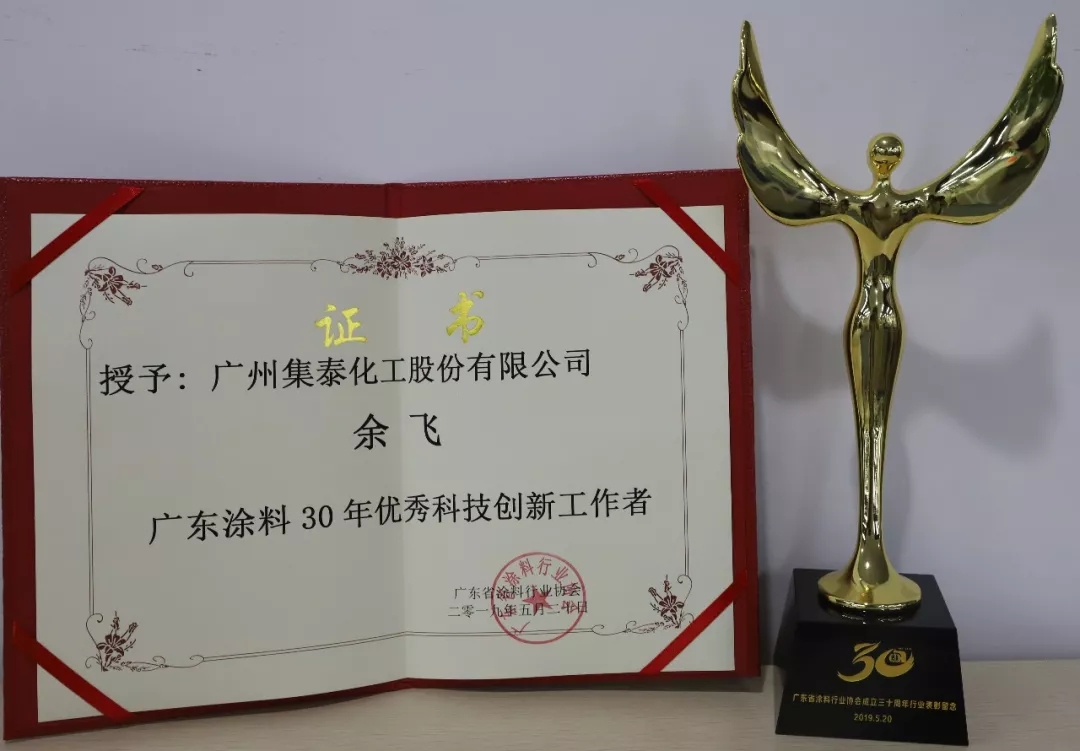 证 书
授予：广州集泰化工股份有限公司
余飞
广东涂料30年优秀科技创新工作者
广东省涂料行业协会
二零一九年五月二十日
30
广东省涂料行业协会成立三十周年行业表彰留念
2019.5.20